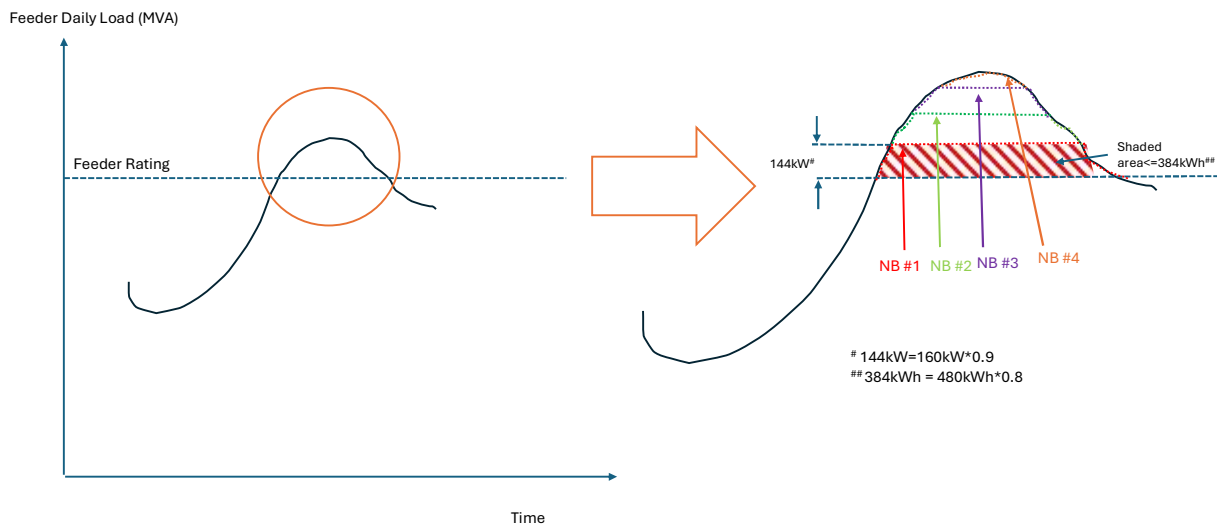 Feeder Daily Load (MVA)
Feeder Rating
Time
144kW#
Shaded
area<=384kWh##
NB #1
NB #2
NB #3
NB #4
# 144kW=160kW*0.9
## 384kWh = 480kWh*0.8